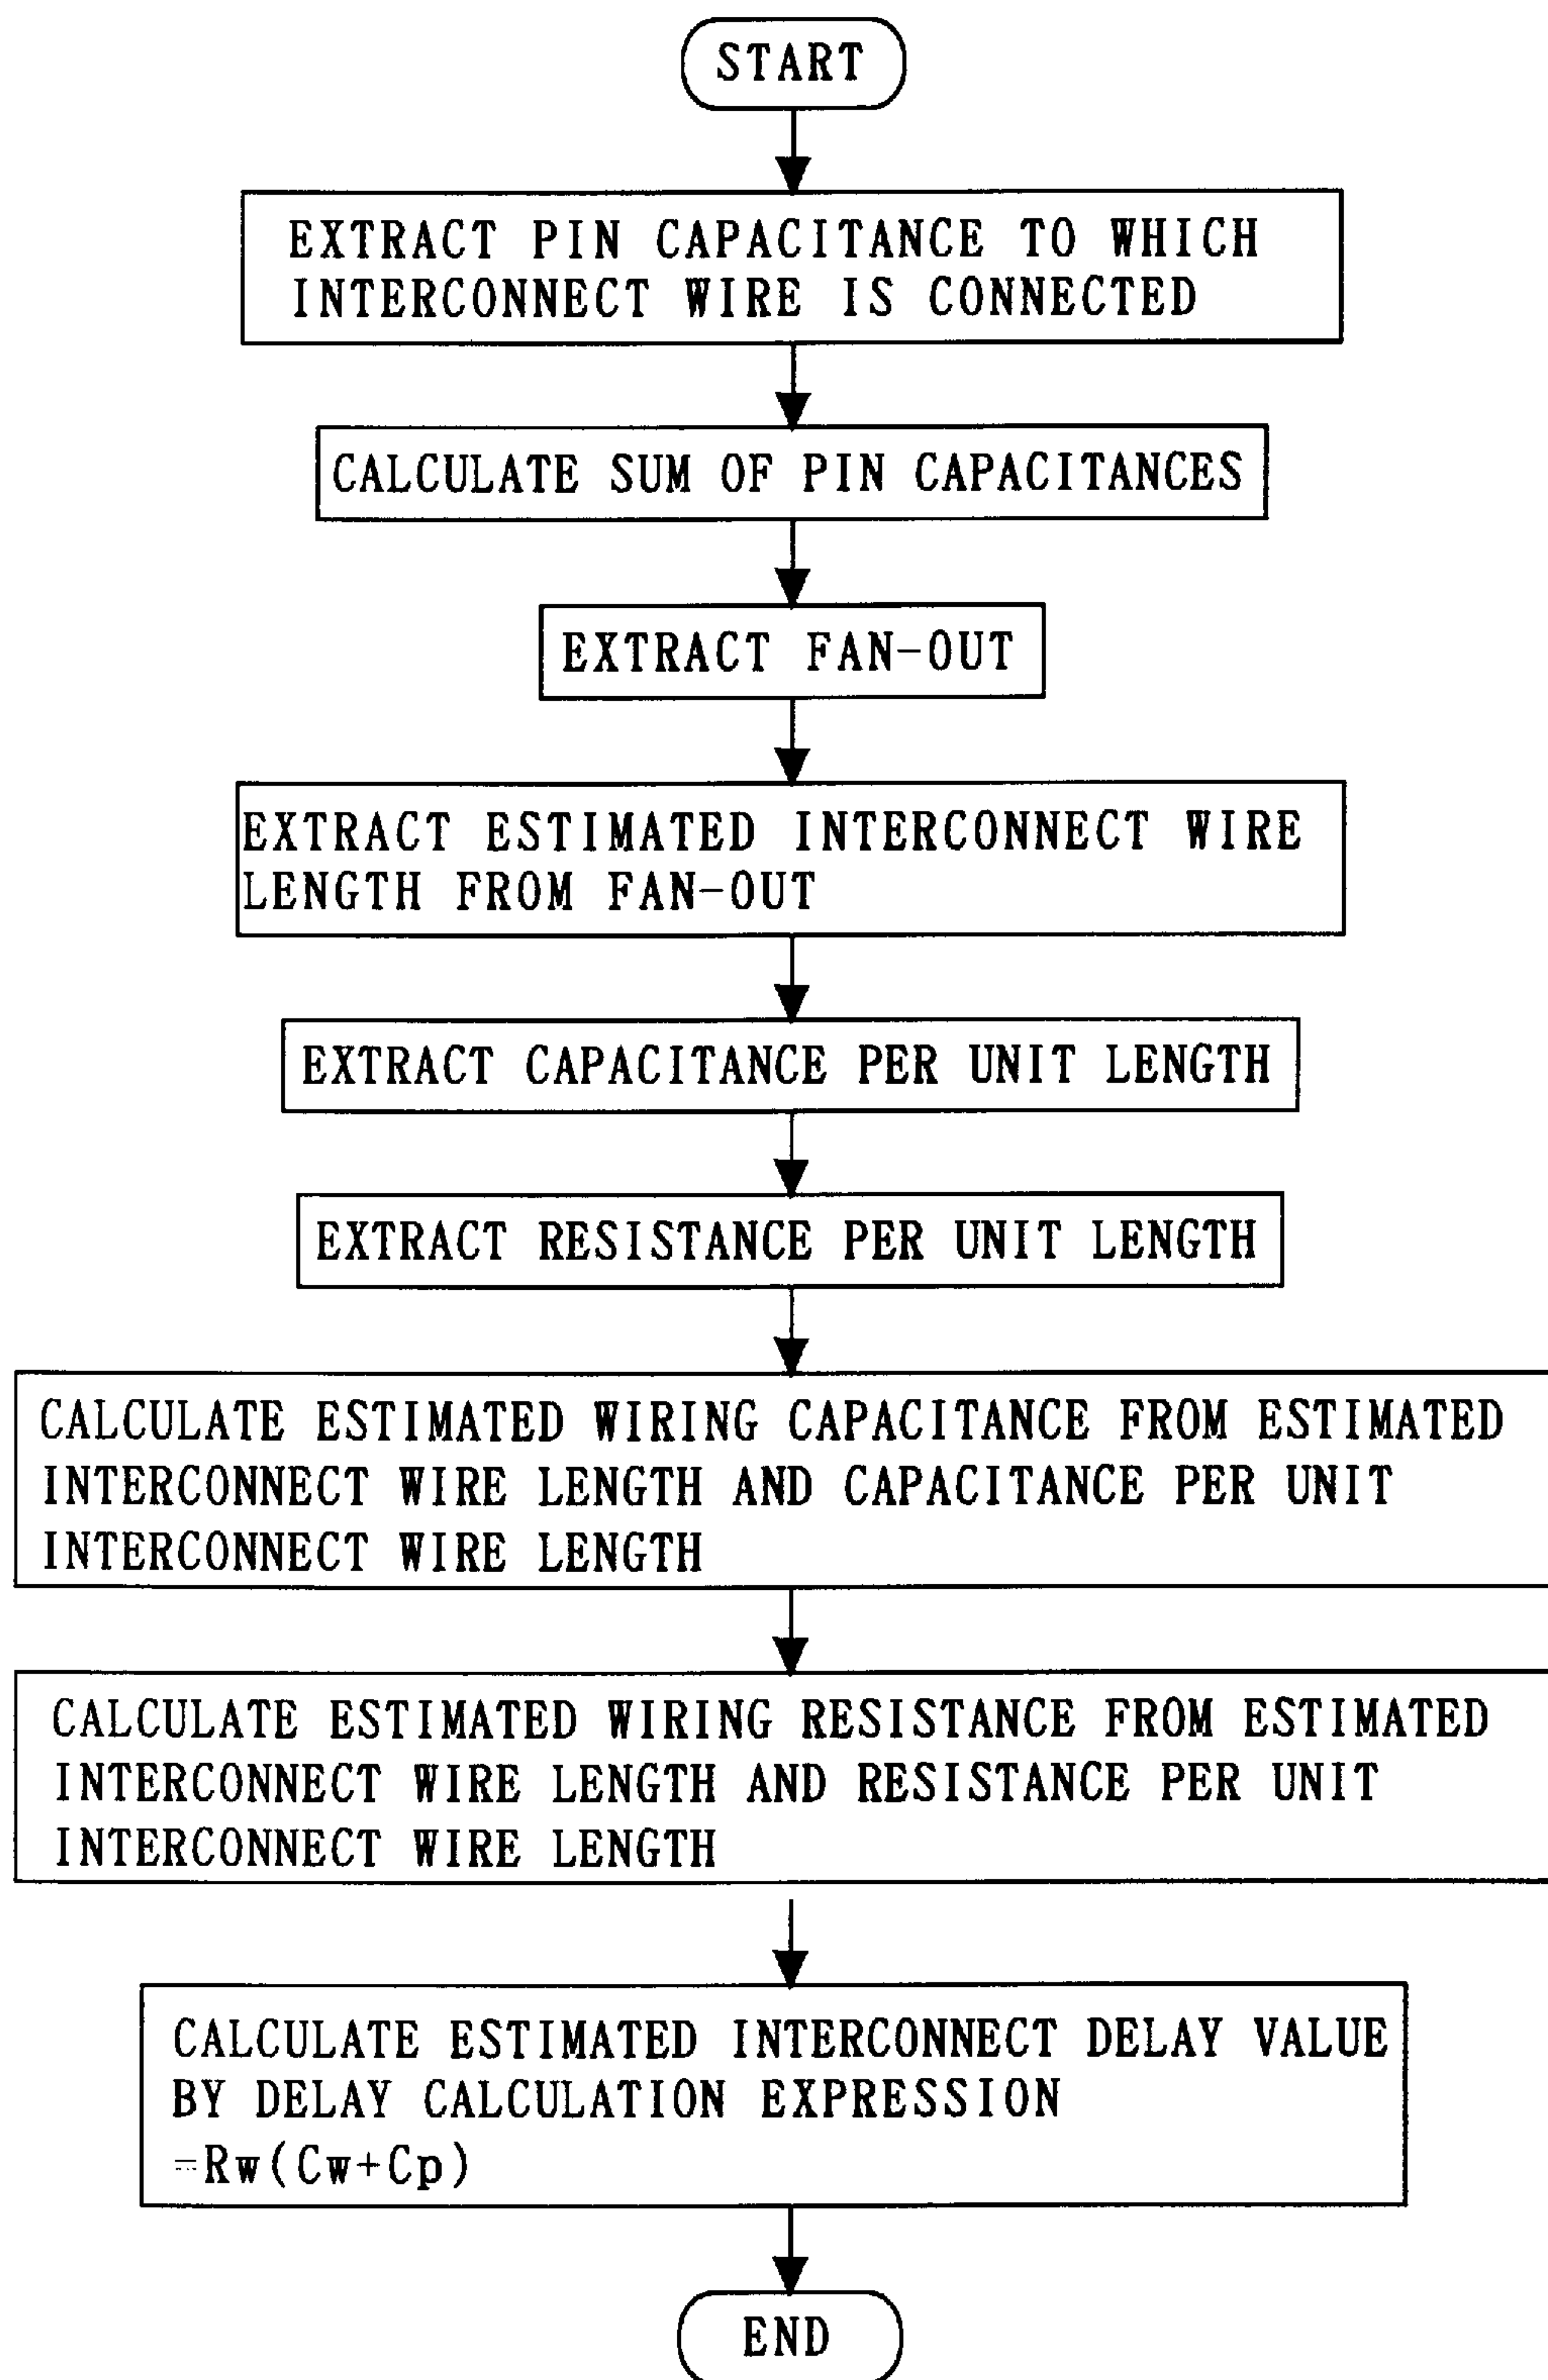 START
EXTRACT PIN CAPACITANCE TO WHICH
INTERCONNECT WIRE IS CONNECTED
CALCULATE SUM OF PIN CAPACITANCES
EXTRACT FAN-OUT
EXTRACT ESTIMATED INTERCONNECT WIRE
LENGTH FROM FAN-OUT
EXTRACT CAPACITANCE PER UNIT LENGTH
EXTRACT RESISTANCE PER UNIT LENGTH
CALCULATE ESTIMATED WIRING CAPACITANCE FROM ESTIMATED
INTERCONNECT WIRE LENGTH AND CAPACITANCE PER UNIT
INTERCONNECT WIRE LENGTH
CALCULATE ESTIMATED WIRING RESISTANCE FROM ESTIMATED
INTERCONNECT WIRE LENGTH AND RESISTANCE PER UNIT
INTERCONNECT WIRE LENGTH
CALCULATE ESTIMATED INTERCONNECT DELAY VALUE
BY DELAY CALCULATION EXPRESSION
=Rw(Cw+Cp)
END